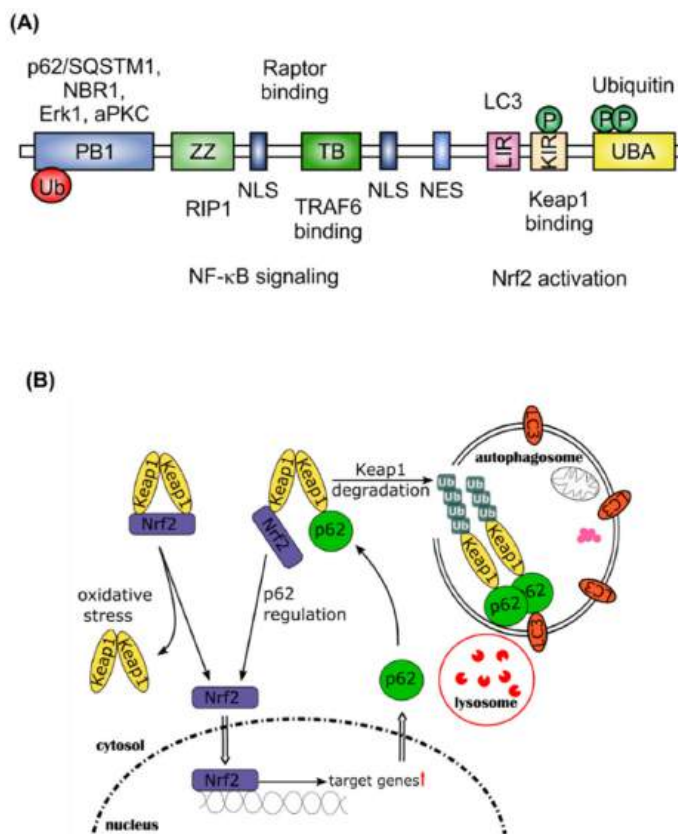 (A)
p62/SQSTM1,
NBR1,
Erk1, aPKC
Raptor
binding
LC3
Ubiquitin
P
P P
PB1
ZZ
TB
LIR
KIR
UBA
Ub
NLS
NLS
NES
RIP1
TRAF6
binding
Keap1
binding
NF-κB signaling
Nrf2 activation
(B)
Keap1
Keap1
Nrf2
Keap1
Keap1
Nrf2
p62
Keap1
degradation
autophagosome
Ub
Ub
Ub
Ub
Ub
Ub
Ub
Ub
Keap1
Keap1
p62
62
oxidative
stress
p62
regulation
Keap1
Keap1
Nrf2
p62
lysosome
cytosol
Nrf2
target genes↑
nucleus